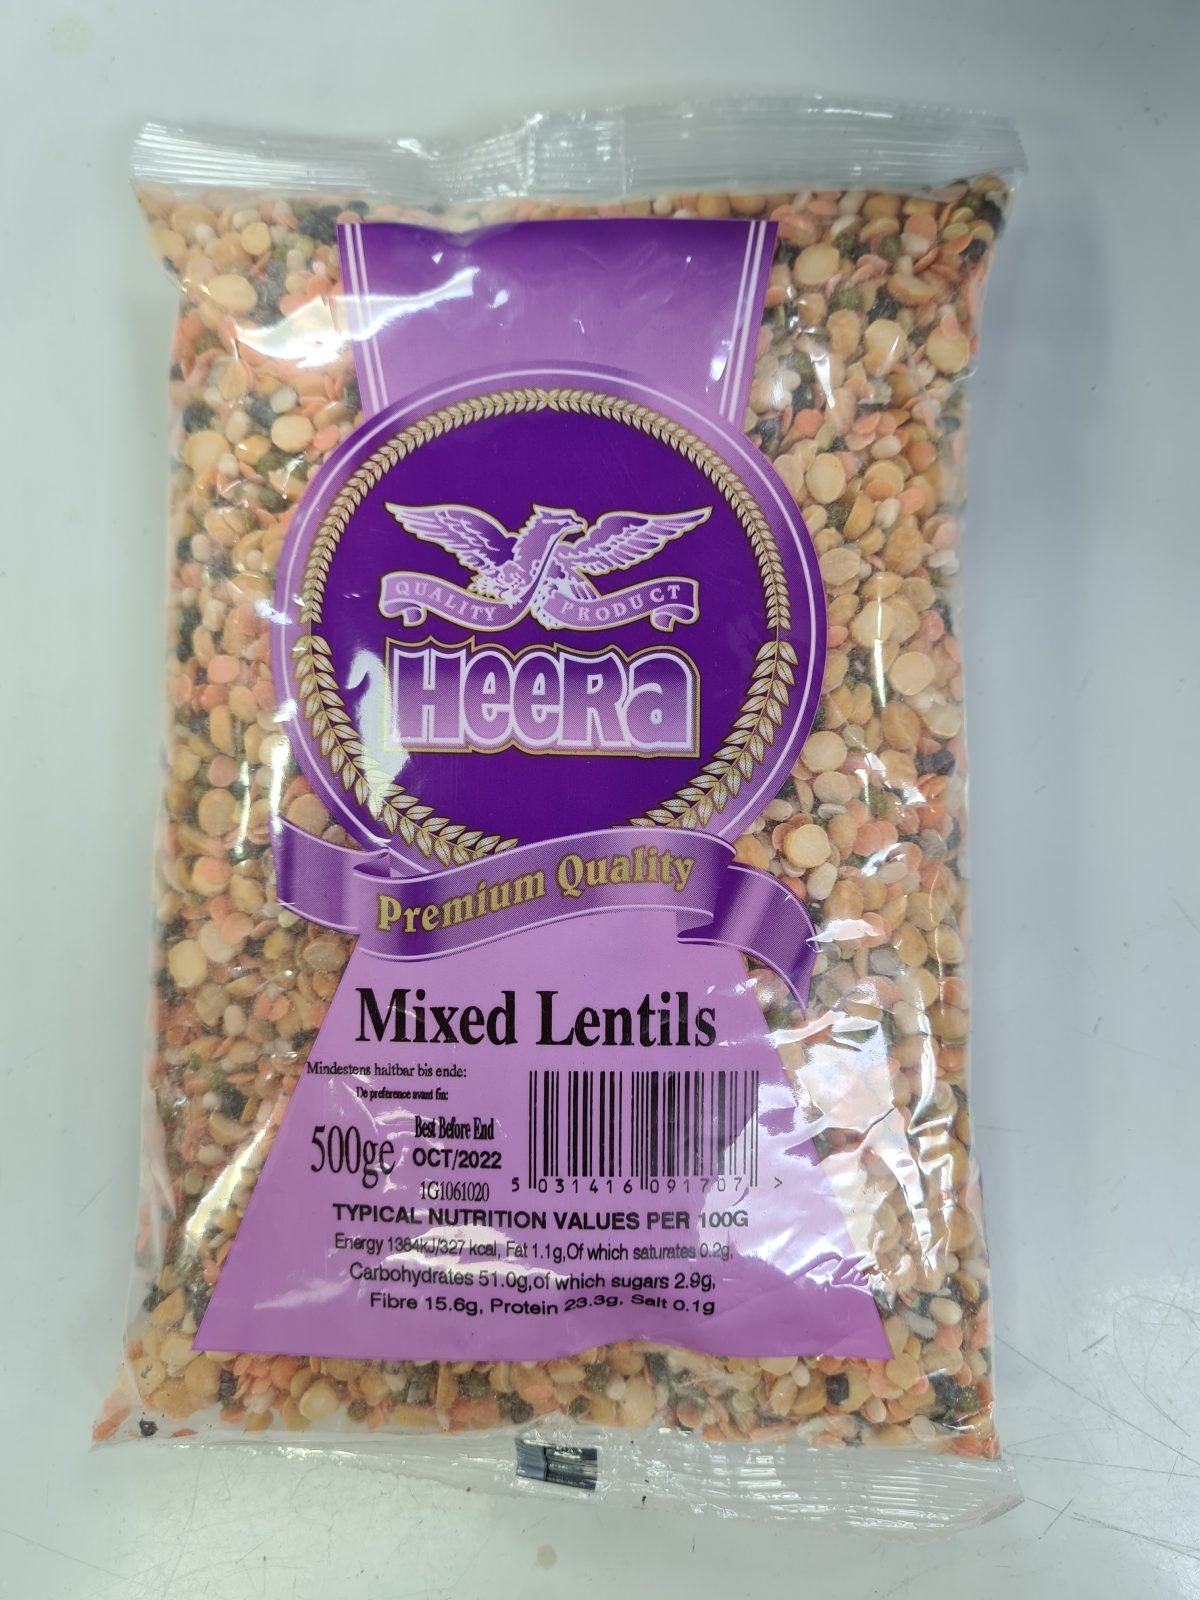 QUALITY PRODUCT
Heera
Premium Quality
Mixed Lentils
Mindestens haltbar bis ende:
De preference avant fin:
500ge
Best Before End
OCT/2022
1G1061020
5 031416 091707 >
TYPICAL NUTRITION VALUES PER 100G
Energy 1384kJ/327 kcal, Fat 1.1g,Of which saturates 0.2g,
Carbohydrates 51.0g,of which sugars 2.9g,
Fibre 15.6g, Protein 23.3g, Salt 0.1g